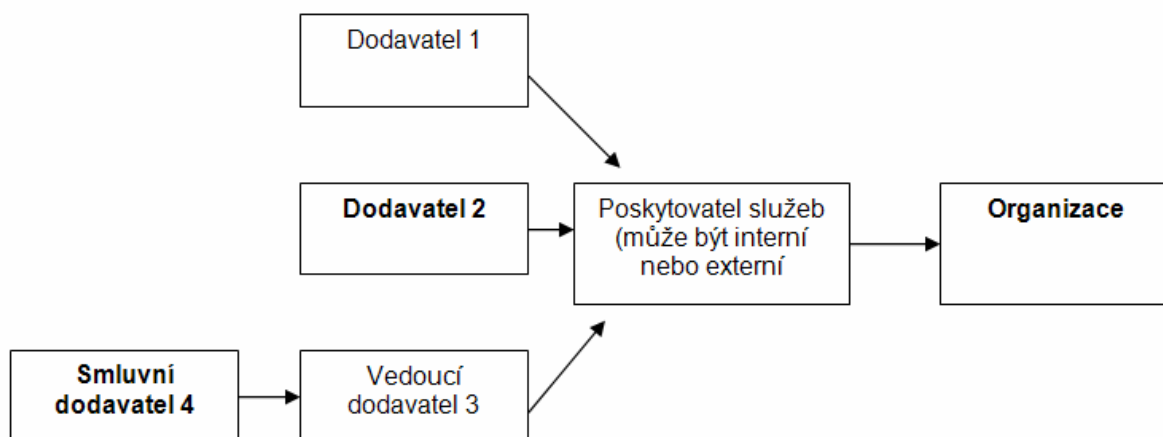 Dodavatel 1
Dodavatel 2
Poskytovatel služeb
(může být interní
nebo externí
Organizace
Smluvní
dodavatel 4
Vedoucí
dodavatel 3